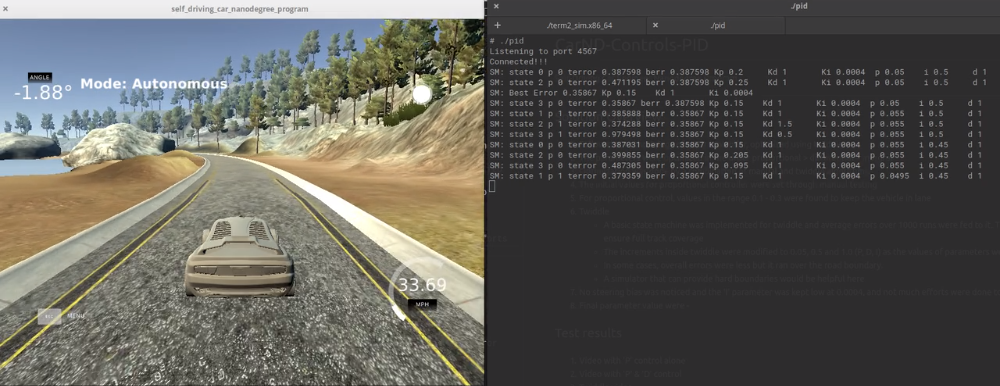 self_driving_car_nanodegree_program
ANGLE
-1.88°
Mode: Autonomous
33.69
MPH
MENU
./pid
./term2_sim.x86_64
./pid
# ./pid
Listening to port 4567
Connected!!!
SM: state 0 p 0 terror 0.387598 berr 0.387598 Kp 0.2 Kd 1 Ki 0.0004 p 0.05 i 0.5 d 1
SM: state 2 p 0 terror 0.471195 berr 0.387598 Kp 0.25 Kd 1 Ki 0.0004 p 0.05 i 0.5 d 1
SM: Best Error 0.35867 Kp 0.15 Kd 1 Ki 0.0004
SM: state 3 p 0 terror 0.35867 berr 0.387598 Kp 0.15 Kd 1 Ki 0.0004 p 0.05 i 0.5 d 1
SM: state 1 p 1 terror 0.385888 berr 0.35867 Kp 0.15 Kd 1 Ki 0.0004 p 0.055 i 0.5 d 1
SM: state 2 p 1 terror 0.374288 berr 0.35867 Kp 0.15 Kd 1.5 Ki 0.0004 p 0.055 i 0.5 d 1
SM: state 3 p 1 terror 0.979498 berr 0.35867 Kp 0.15 Kd 0.5 Ki 0.0004 p 0.055 i 0.5 d 1
SM: state 0 p 0 terror 0.387031 berr 0.35867 Kp 0.15 Kd 1 Ki 0.0004 p 0.055 i 0.45 d 1
SM: state 2 p 0 terror 0.399855 berr 0.35867 Kp 0.205 Kd 1 Ki 0.0004 p 0.055 i 0.45 d 1
SM: state 3 p 0 terror 0.487305 berr 0.35867 Kp 0.095 Kd 1 Ki 0.0004 p 0.055 i 0.45 d 1
SM: state 1 p 1 terror 0.379359 berr 0.35867 Kp 0.15 Kd 1 Ki 0.0004 p 0.0495 i 0.45 d 1
CarND-Controls-PID
Test results